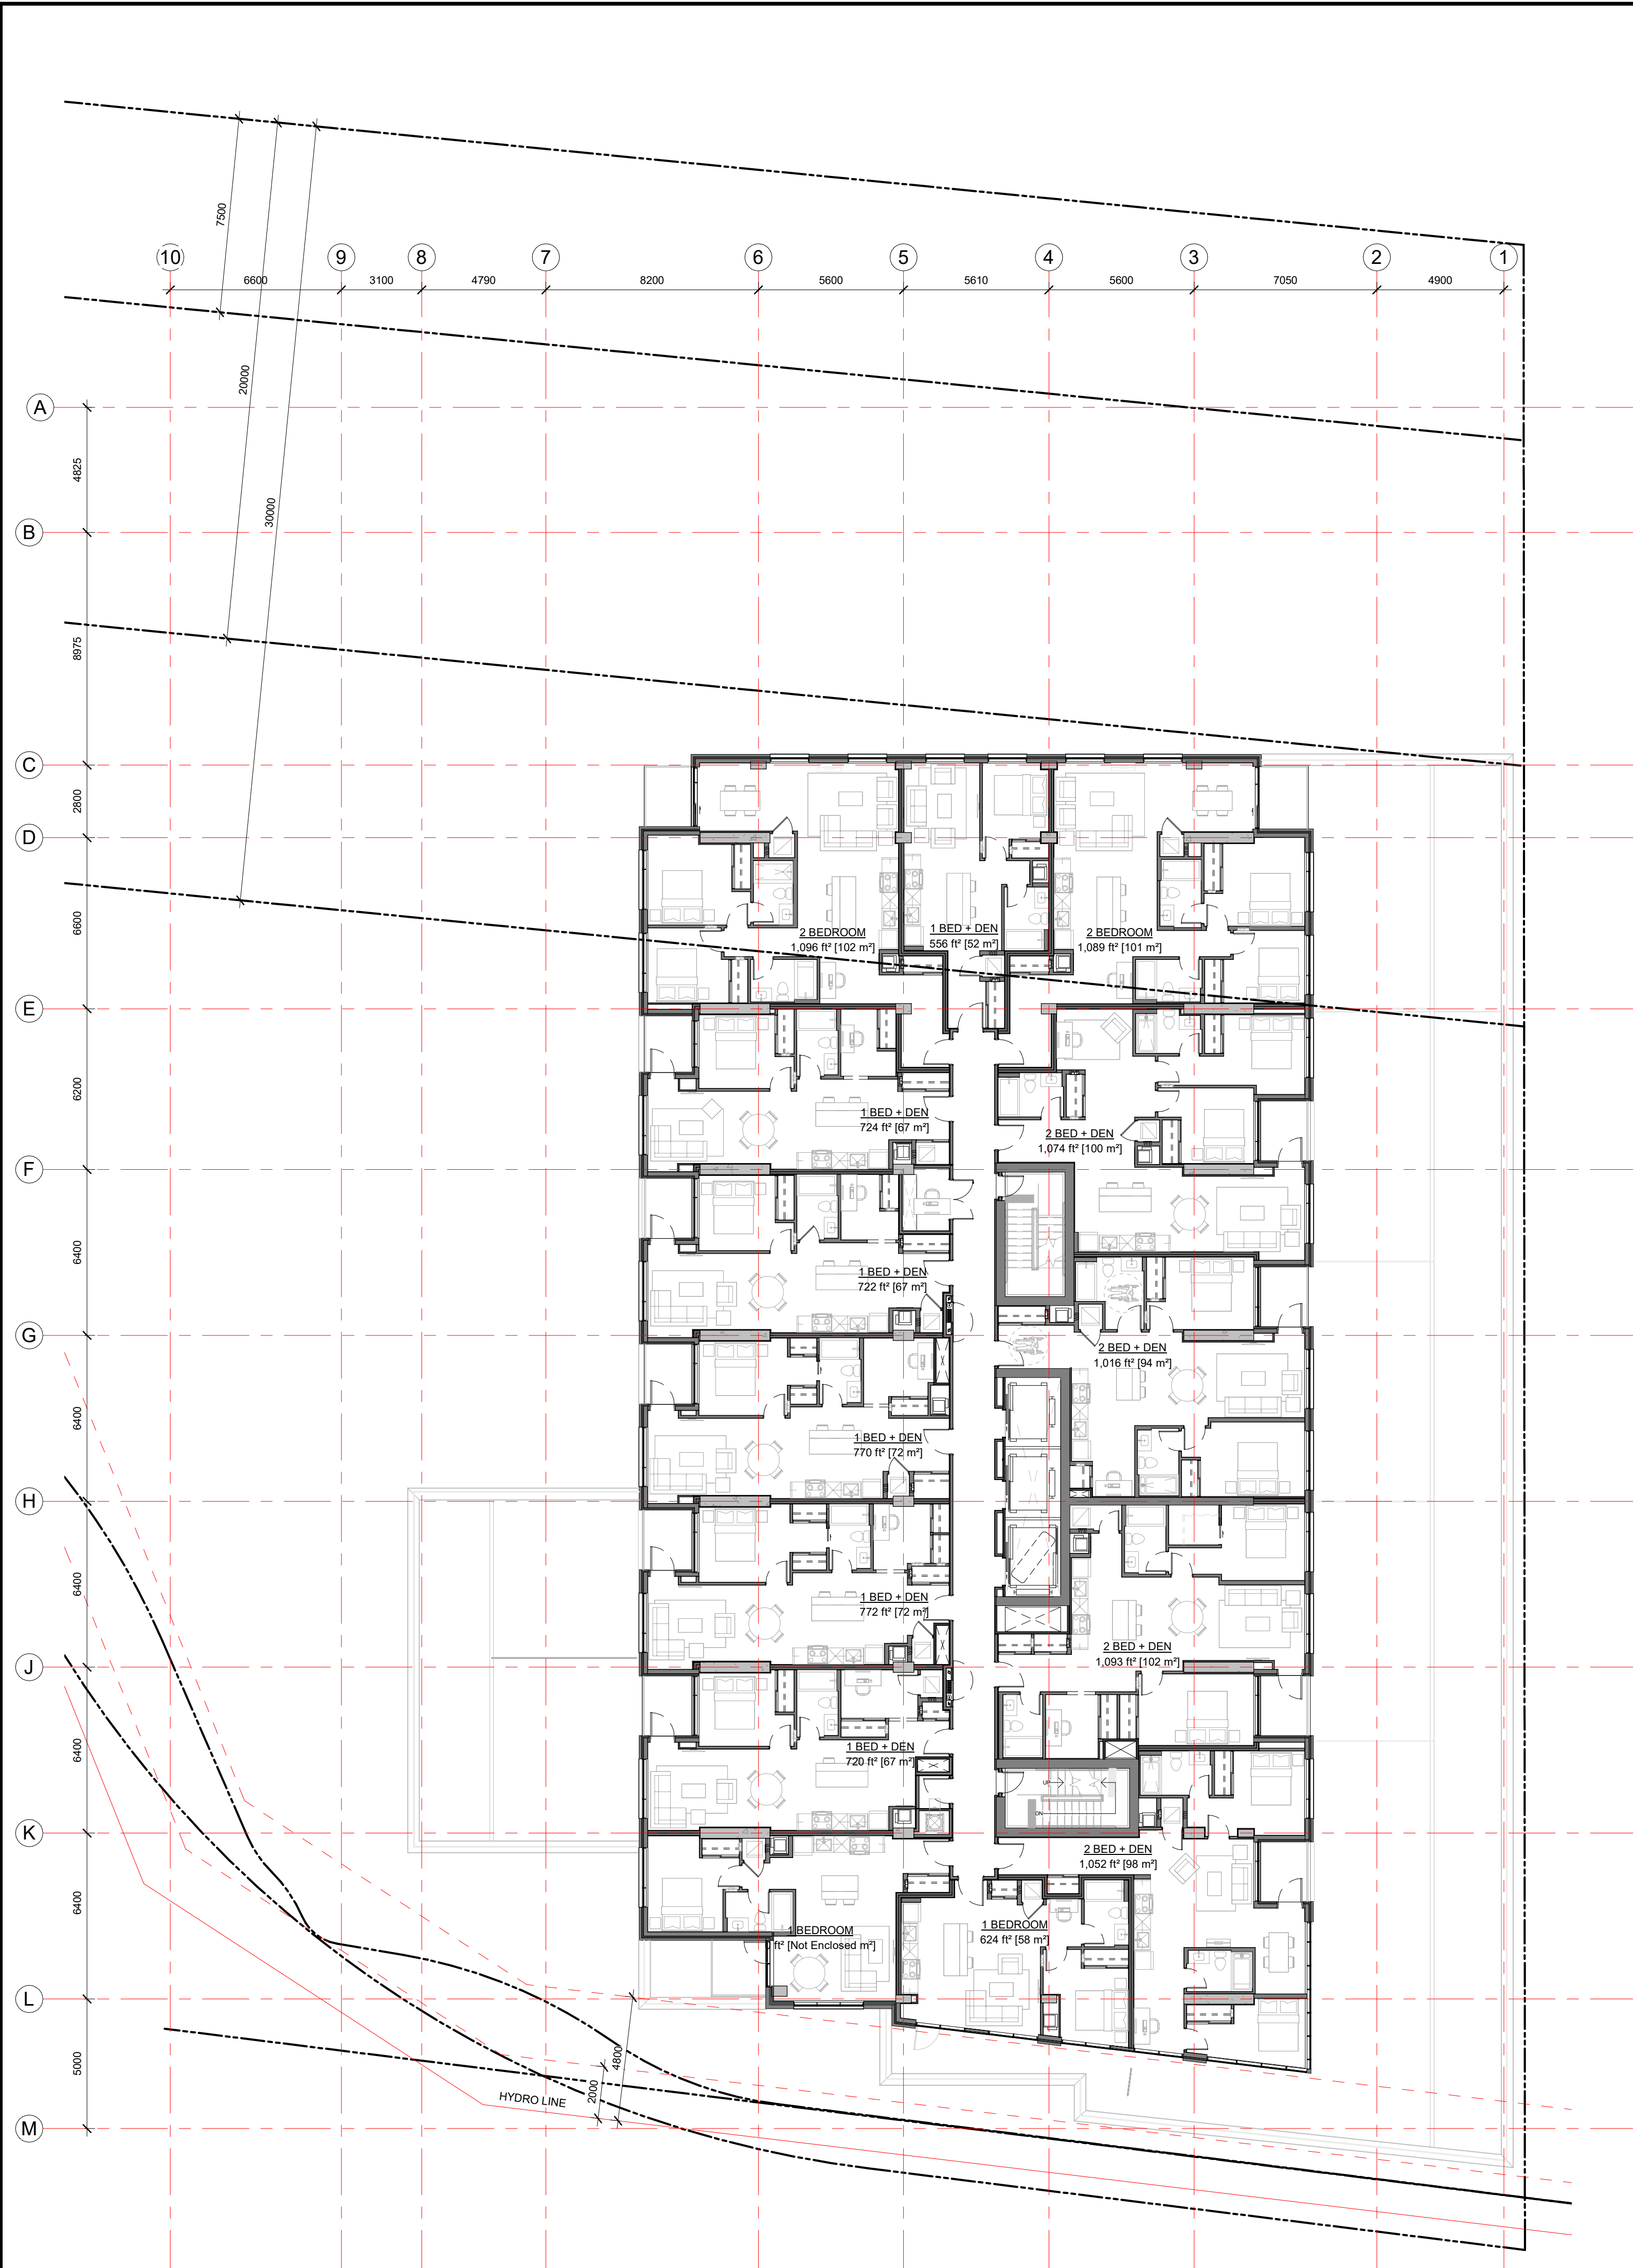 7500
20000
30000
10
9
8
7
6
5
4
3
2
1
6600
3100
4790
8200
5600
5610
5600
7050
4900
A
4825
B
8975
C
2800
D
6600
2 BEDROOM
1,096 ft² [102 m²]
1 BED + DEN
556 ft² [52 m²]
2 BEDROOM
1,089 ft² [101 m²]
E
6200
1 BED + DEN
724 ft² [67 m²]
2 BED + DEN
1,074 ft² [100 m²]
F
6400
1 BED + DEN
722 ft² [67 m²]
G
2 BED + DEN
1,016 ft² [94 m²]
6400
1 BED + DEN
770 ft² [72 m²]
H
6400
1 BED + DEN
772 ft² [72 m²]
2 BED + DEN
1,093 ft² [102 m²]
J
6400
1 BED + DEN
720 ft² [67 m²]
UP
DN
K
2 BED + DEN
1,052 ft² [98 m²]
6400
1 BEDROOM
ft² [Not Enclosed m²]
1 BEDROOM
624 ft² [58 m²]
L
5000
4800
2000
HYDRO LINE
M